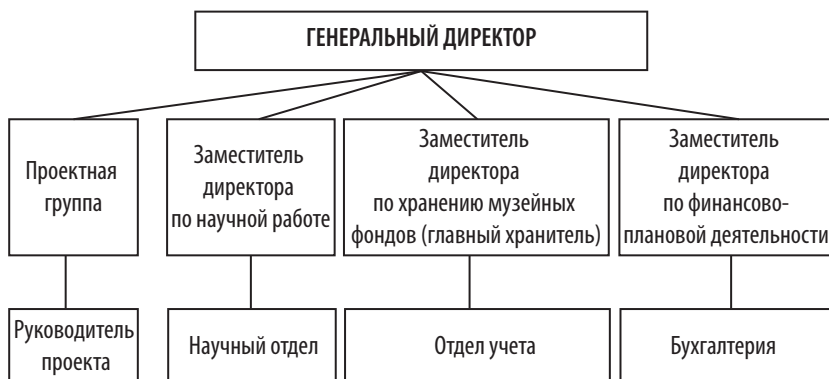 ГЕНЕРАЛЬНЫЙ ДИРЕКТОР
Проектная
группа
Заместитель
директора
по научной работе
Заместитель
директора
по хранению музейных
фондов (главный хранитель)
Заместитель
директора
по финансово-
плановой деятельности
Руководитель
проекта
Научный отдел
Отдел учета
Бухгалтерия